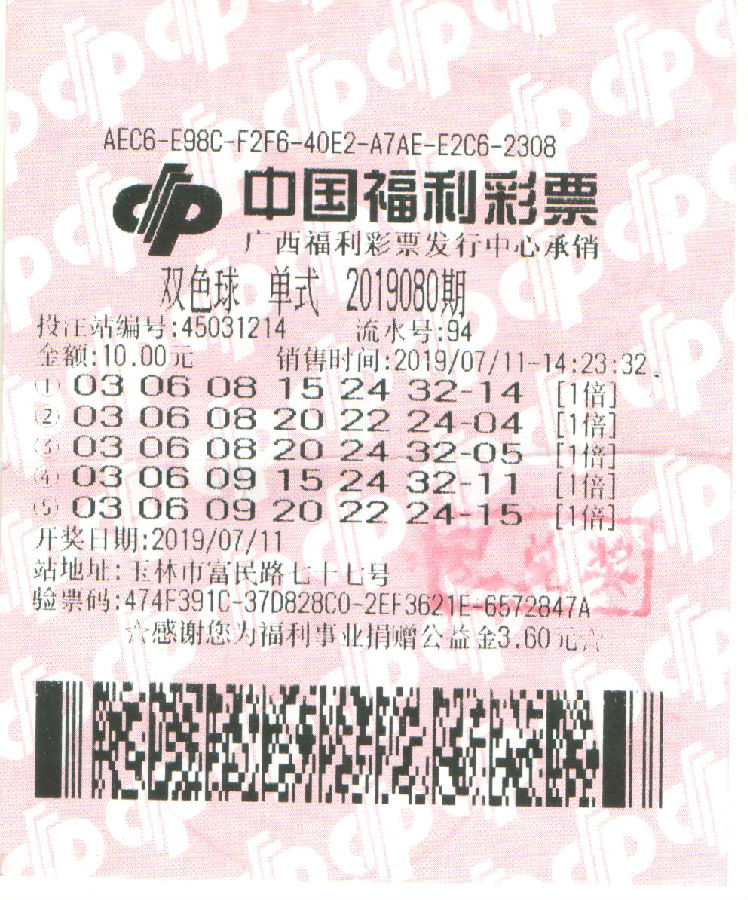 AEC6-E98C-F2F6-40E2-A7AE-E2C6-2308
中国福利彩票
广西福利彩票发行中心承销
双色球 单式 2019080期
投注站编号:45031214 流水号:94
金额:10.00元 销售时间:2019/07/11-14:23:32
① 03 06 08 15 24 32-14 [1倍]
② 03 06 08 20 22 24-04 [1倍]
③ 03 06 08 20 24 32-05 [1倍]
④ 03 06 09 15 24 32-11 [1倍]
⑤ 03 06 09 20 22 24-15 [1倍]
开奖日期:2019/07/11
站地址:玉林市富民路七十七号
已兑奖
验票码:474F391C-37D828C0-2EF3621E-6572847A
☆感谢您为福利事业捐赠公益金3.60元☆